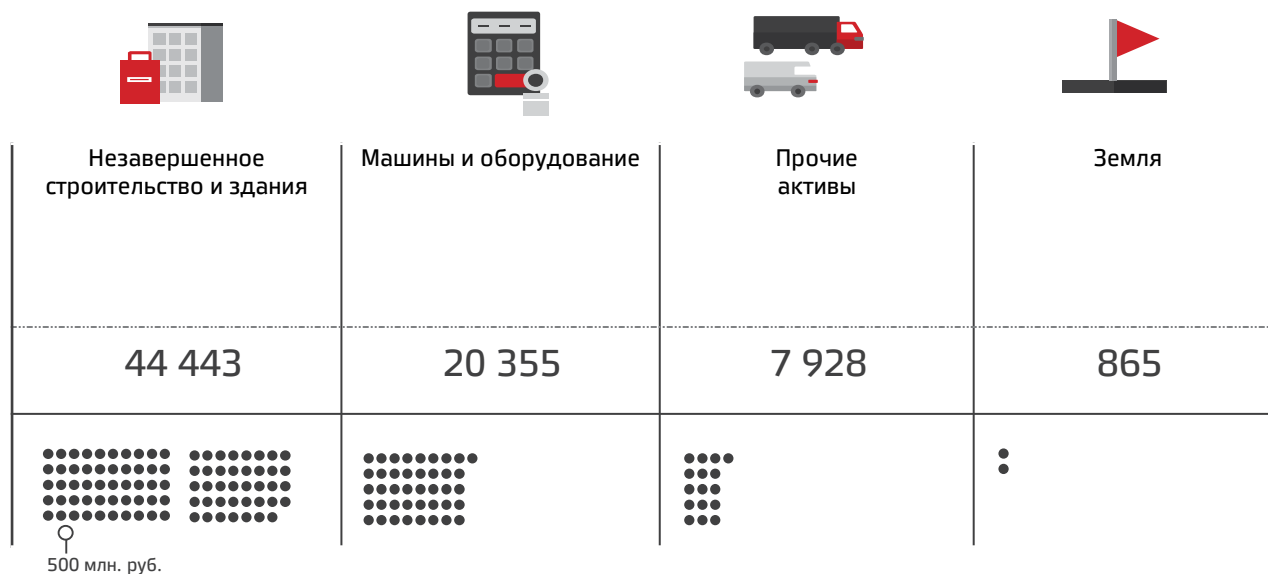 Незавершенное
строительство и здания
Машины и оборудование
Прочие
активы
Земля
44 443
20 355
7 928
865
500 млн. руб.